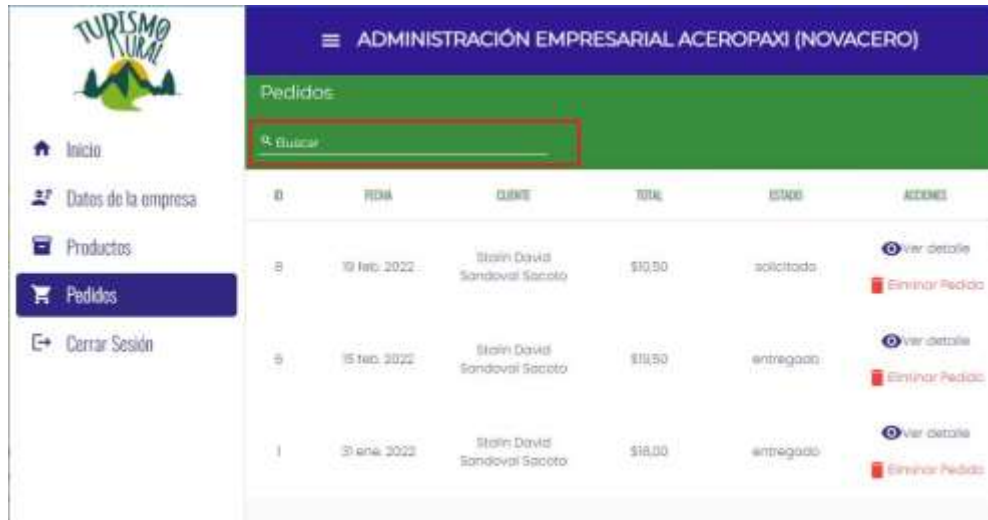 TURISMO
RURAL
Inicio
Datos de la empresa
Productos
Pedidos
Cerrar Sesión
≡ ADMINISTRACIÓN EMPRESARIAL ACEROPAXI (NOVACERO)
Pedidos
Buscar
ID FECHA CLIENTE TOTAL ESTADO ACCIONES
19 feb. 2022 Stalin David Sandoval Sacoto $10,50 solicitado Ver detalle
Eliminar Pedido
15 feb. 2022 Stalin David Sandoval Sacoto $19,50 entregado Ver detalle
Eliminar Pedido
1 31 ene. 2022 Stalin David Sandoval Sacoto $18,00 entregado Ver detalle
Eliminar Pedido